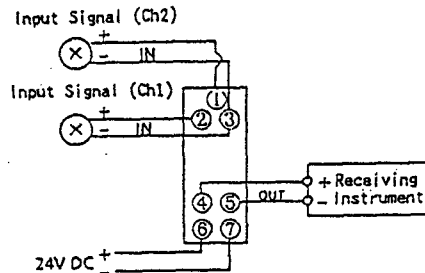 Input Signal (Ch2)
+
- IN
Input Signal (Ch1)
+
- IN
①
② ③
④ ⑤
⑥ ⑦
OUT
+ Recaiving
- Instrument
24V DC +
-